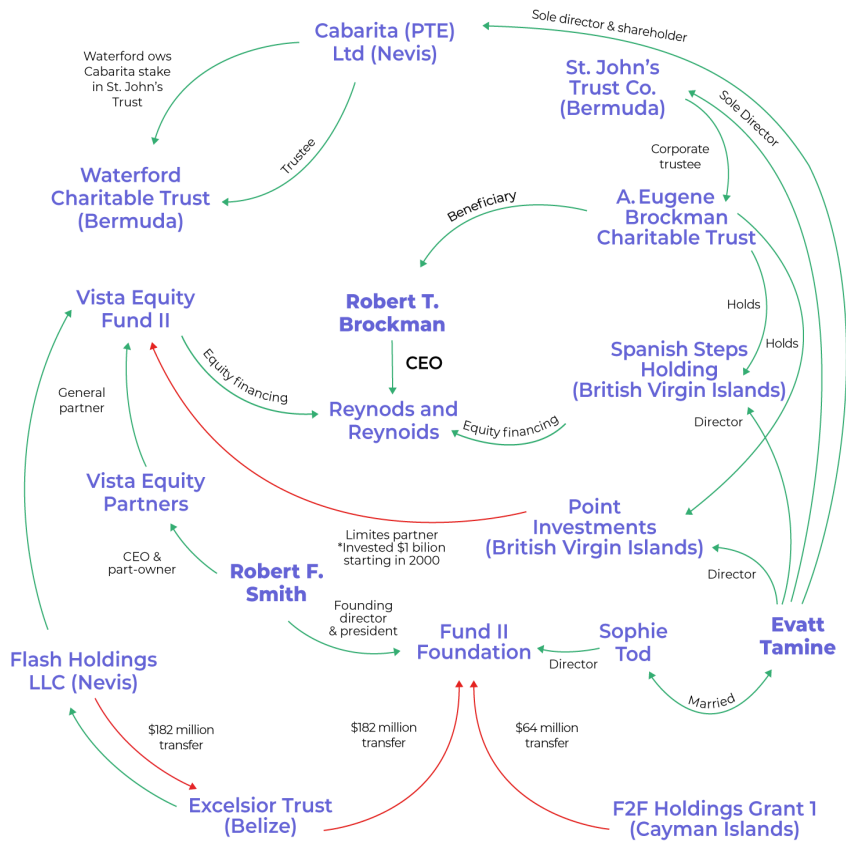 Sole director & shareholder
Cabarita (PTE)
Ltd (Nevis)
Waterford ows
Cabarita stake
in St. John's
Trust
St. John's
Trust Co.
(Bermuda)
Sole Director
Trustee
Corporate
trustee
Waterford
Charitable Trust
(Bermuda)
Beneficiary
A. Eugene
Brockman
Charitable Trust
Vista Equity
Fund II
Robert T.
Brockman
Holds
Holds
CEO
Equity financing
Spanish Steps
Holding
(British Virgin Islands)
General
partner
Reynods and
Reynoids
Equity financing
Director
Vista Equity
Partners
Limites partner
*Invested $1 bilion
starting in 2000
Point
Investments
(British Virgin Islands)
CEO &
part-owner
Robert F.
Smith
Director
Founding
director
& president
Fund II
Foundation
Director
Sophie
Tod
Evatt
Tamine
Married
Flash Holdings
LLC (Nevis)
$182 million
transfer
$182 million
transfer
$64 million
transfer
Excelsior Trust
(Belize)
F2F Holdings Grant 1
(Cayman Islands)